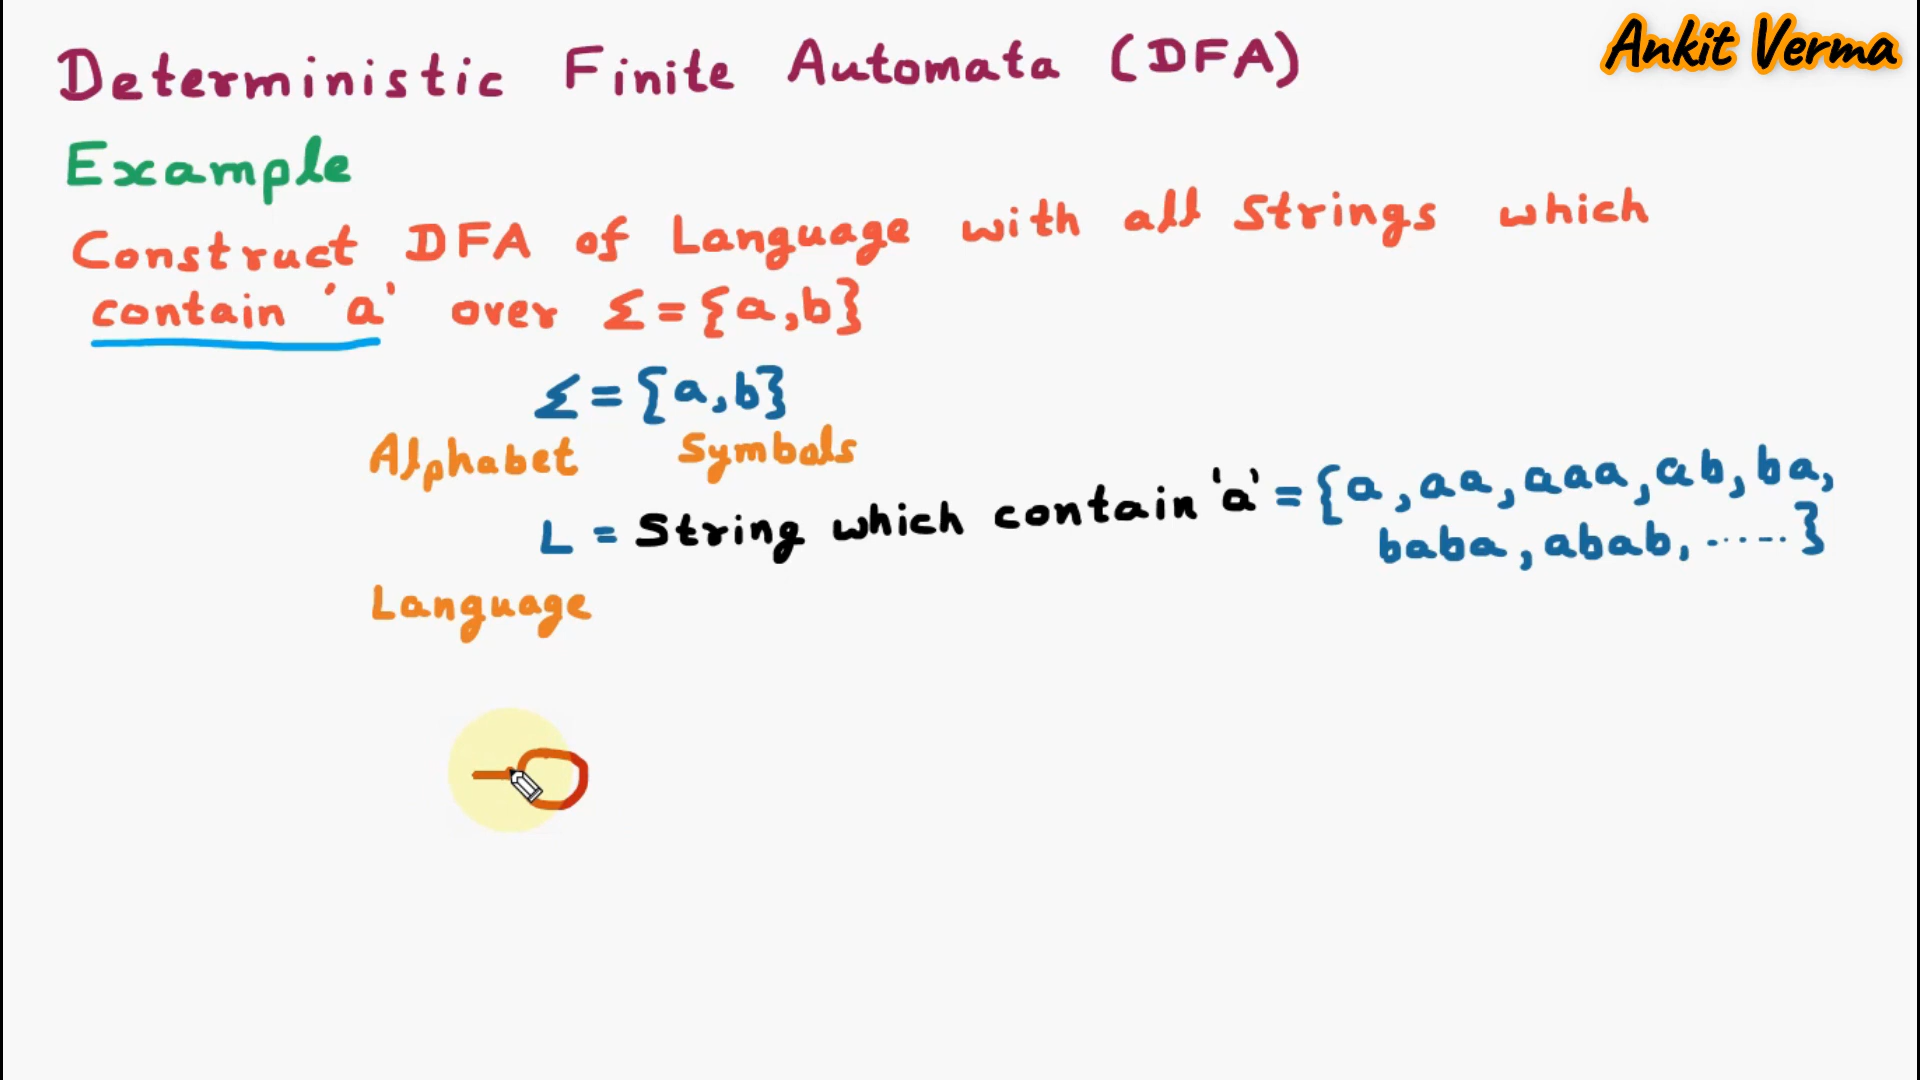 Deterministic Finite Automata (DFA)
Ankit Verma
Example
Construct DFA of Language with all Strings which
contain 'a' over Σ = {a,b}
Σ = {a,b}
Alphabet Symbols
L = String which contain 'a' = {a, aa, aaa, ab, ba,
baba, abab, ......}
Language